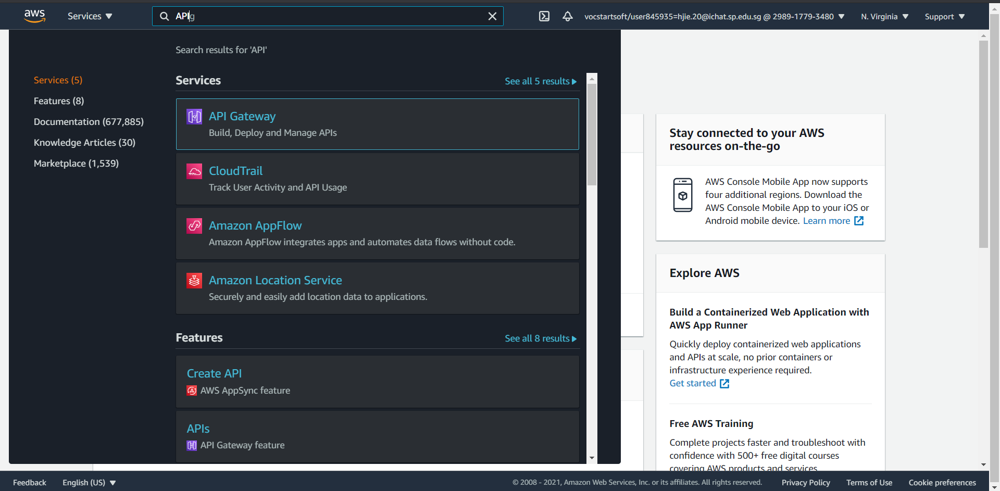 aws
Services
APIg
vocstartsoft/user845935=hjie.20@ichat.sp.edu.sg @ 2989-1779-3480
N. Virginia
Support
Search results for 'API'
Services (5)
Features (8)
Documentation (677,885)
Knowledge Articles (30)
Marketplace (1,539)
Services
See all 5 results
API Gateway
Build, Deploy and Manage APIs
CloudTrail
Track User Activity and API Usage
Amazon AppFlow
Amazon AppFlow integrates apps and automates data flows without code.
Amazon Location Service
Securely and easily add location data to applications.
Features
See all 8 results
Create API
AWS AppSync feature
APIs
API Gateway feature
Stay connected to your AWS
resources on-the-go
AWS Console Mobile App now supports
four additional regions. Download the
AWS Console Mobile App to your iOS or
Android mobile device. Learn more
Explore AWS
Build a Containerized Web Application with
AWS App Runner
Quickly deploy containerized web applications
and APIs at scale, no prior containers or
infrastructure experience required.
Get started
Free AWS Training
Complete projects faster and troubleshoot with
confidence with 500+ free digital courses
covering AWS products and services.
Feedback
English (US)
© 2008 - 2021, Amazon Web Services, Inc. or its affiliates. All rights reserved.
Privacy Policy
Terms of Use
Cookie preferences